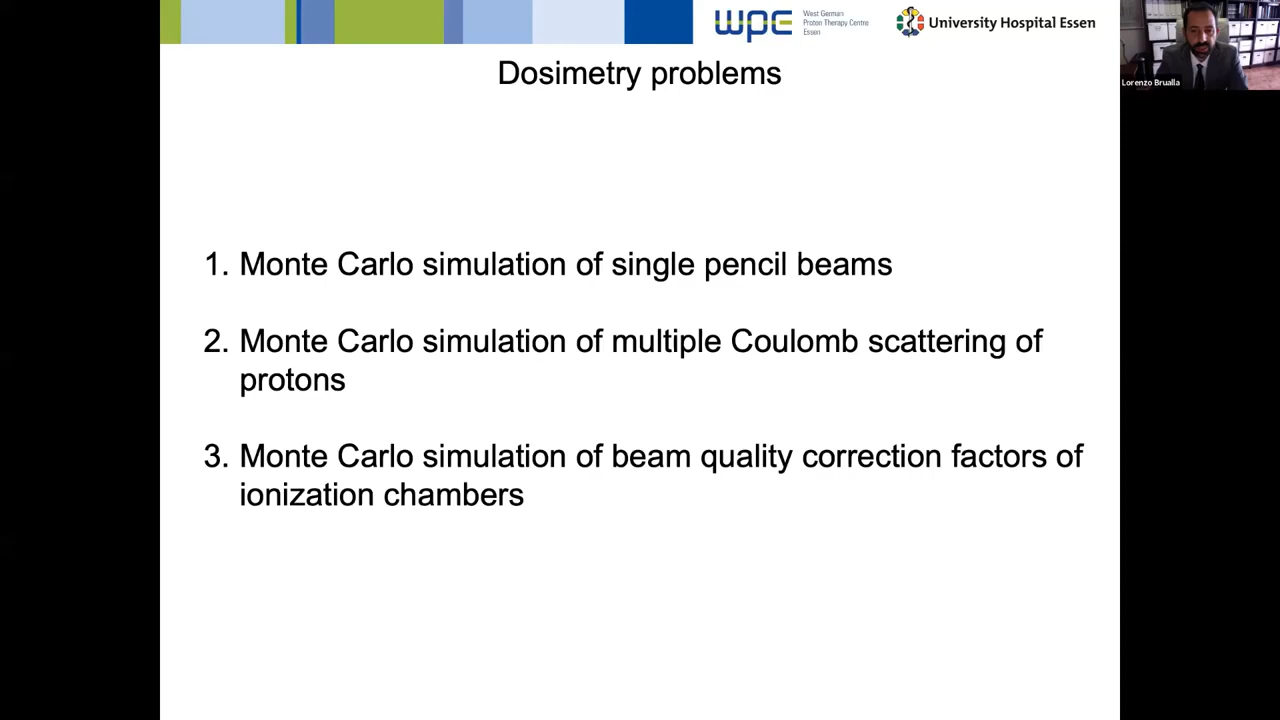 wpe
West German
Proton Therapy Centre
Essen
University Hospital Essen
Lorenzo Brualla
Dosimetry problems
1. Monte Carlo simulation of single pencil beams
2. Monte Carlo simulation of multiple Coulomb scattering of
protons
3. Monte Carlo simulation of beam quality correction factors of
ionization chambers